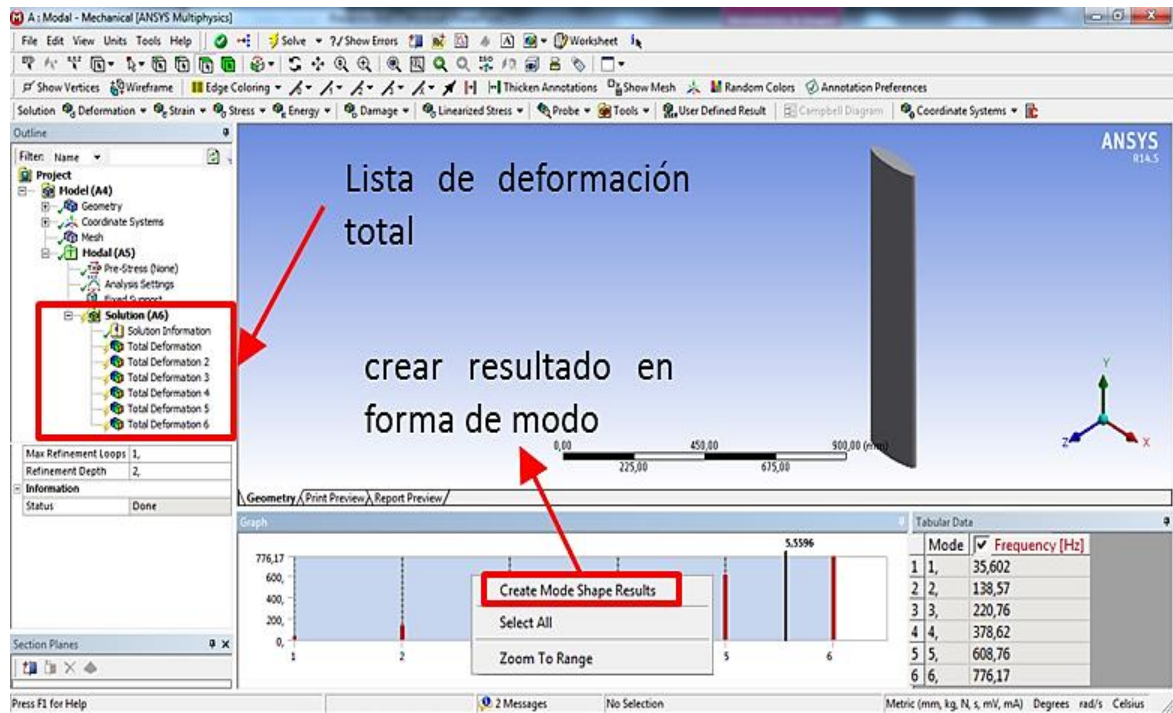 A : Modal - Mechanical [ANSYS Multiphysics]
File Edit View Units Tools Help Solve ?/ Show Errors Worksheet
Show Vertices Wireframe Edge Coloring Thicken Annotations Show Mesh Random Colors Annotation Preferences
Solution Deformation Strain Stress Energy Damage Linearized Stress Probe Tools User Defined Result Campbell Diagram Coordinate Systems
Outline
Filter: Name
Project
Model (A4)
Geometry
Coordinate Systems
Mesh
Modal (A5)
Pre-Stress (None)
Analysis Settings
Fixed Support
Solution (A6)
Solution Information
Total Deformation
Total Deformation 2
Total Deformation 3
Total Deformation 4
Total Deformation 5
Total Deformation 6
Max Refinement Loops 1,
Refinement Depth 2,
Information
Status Done
Section Planes
Lista de deformación
total
crear resultado en
forma de modo
ANSYS
R14.5
0,00 450,00 900,00 (mm)
225,00 675,00
Y
Z X
Geometry Print Preview Report Preview
Graph
5,5596
776,17
600,
400,
200,
0,
1 2 5 6
Create Mode Shape Results
Select All
Zoom To Range
Tabular Data
Mode Frequency [Hz]
1 1, 35,602
2 2, 138,57
3 3, 220,76
4 4, 378,62
5 5, 608,76
6 6, 776,17
Press F1 for Help 2 Messages No Selection Metric (mm, kg, N, s, mV, mA) Degrees rad/s Celsius